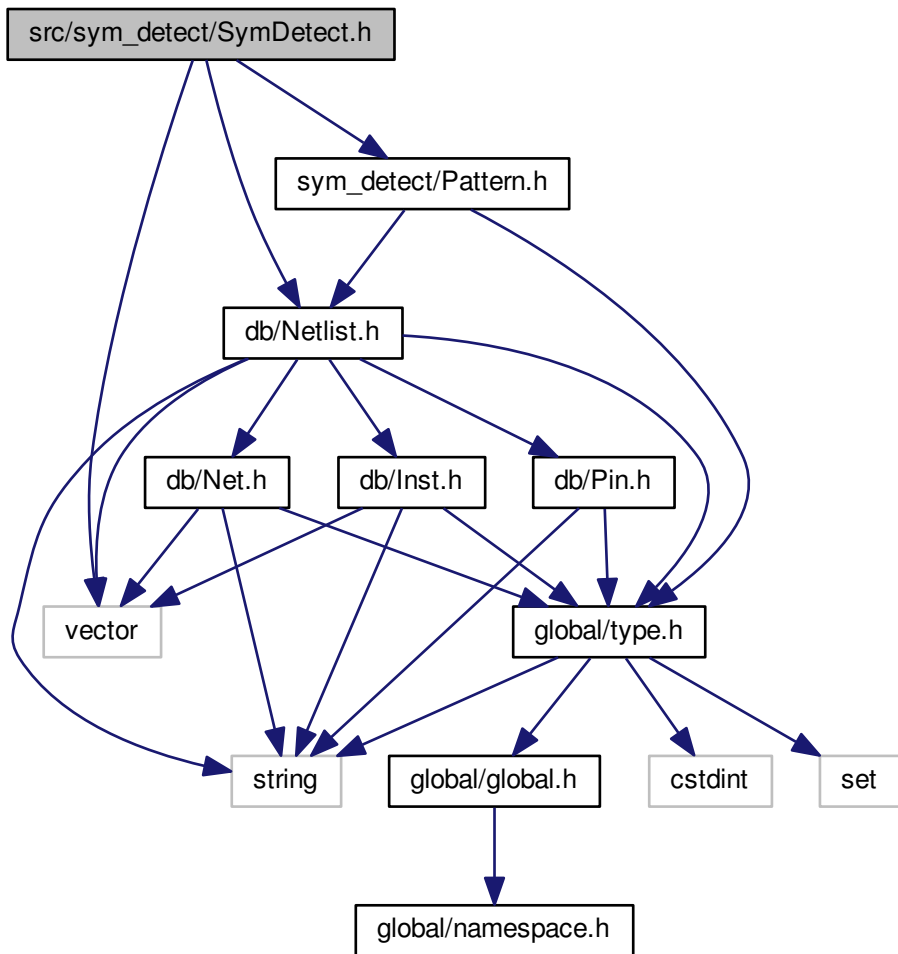 src/sym_detect/SymDetect.h
sym_detect/Pattern.h
db/Netlist.h
db/Net.h
db/Inst.h
db/Pin.h
vector
global/type.h
string
global/global.h
cstdint
set
global/namespace.h